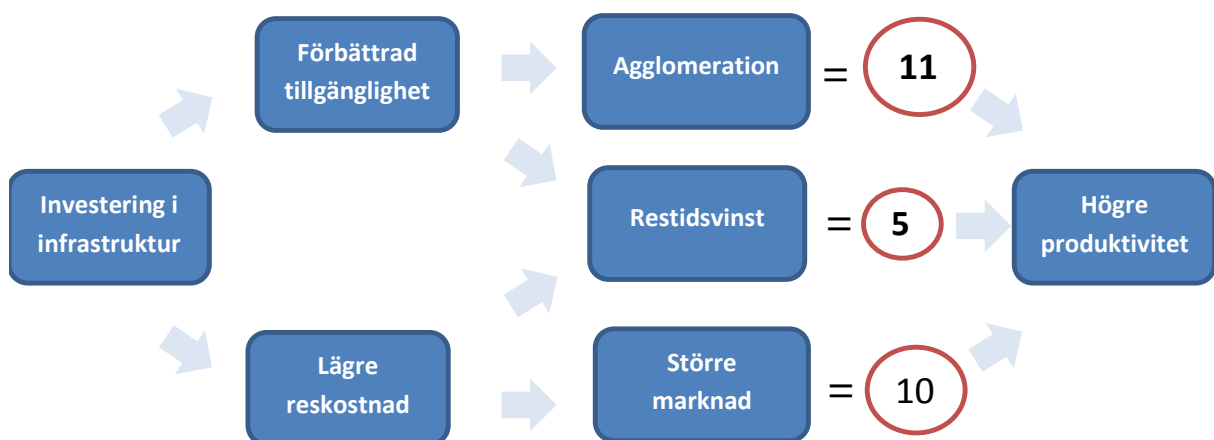 Förbättrad
tillgänglighet
Agglomeration
=
11
Investering i
infrastruktur
Restidsvinst
=
5
Högre
produktivitet
Lägre
reskostnad
Större
marknad
=
10